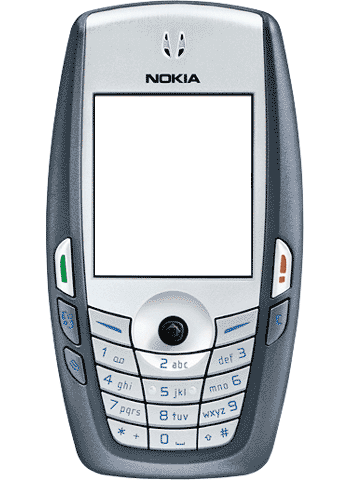 NOKIA
1 ɷ 2 abc def 3
4 ghi 5 jkl mno 6
7 pqrs 8 tuv wxyz 9
* + 0 ⎵ ⇧ #